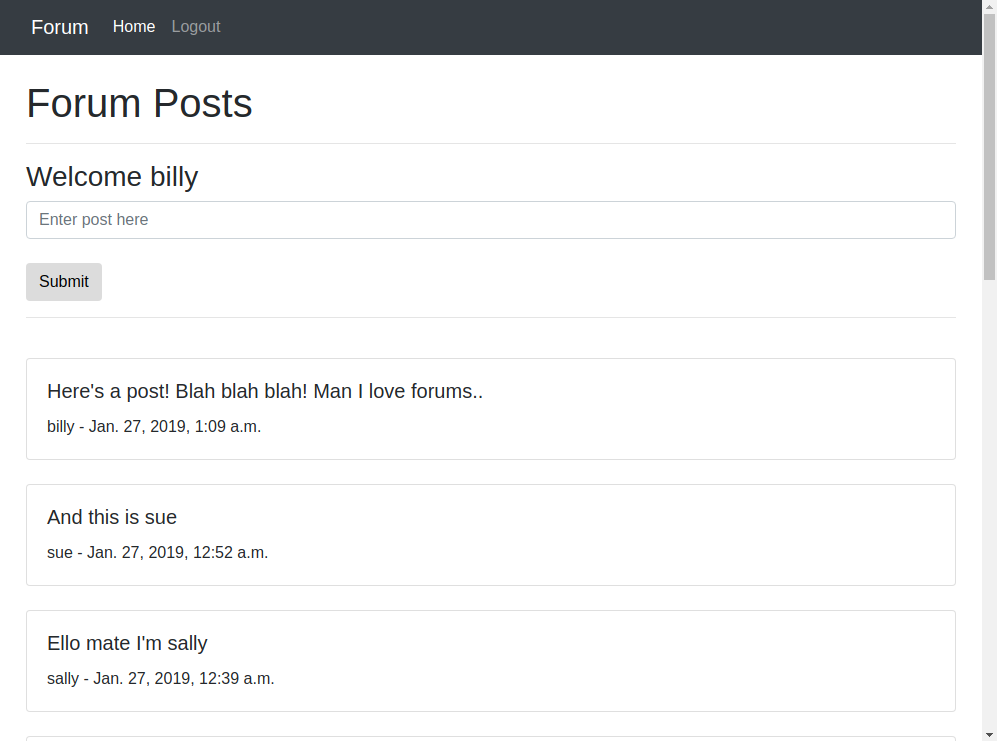 Forum Home Logout
Forum Posts
Welcome billy
Enter post here
Submit
Here's a post! Blah blah blah! Man I love forums..
billy - Jan. 27, 2019, 1:09 a.m.
And this is sue
sue - Jan. 27, 2019, 12:52 a.m.
Ello mate I'm sally
sally - Jan. 27, 2019, 12:39 a.m.